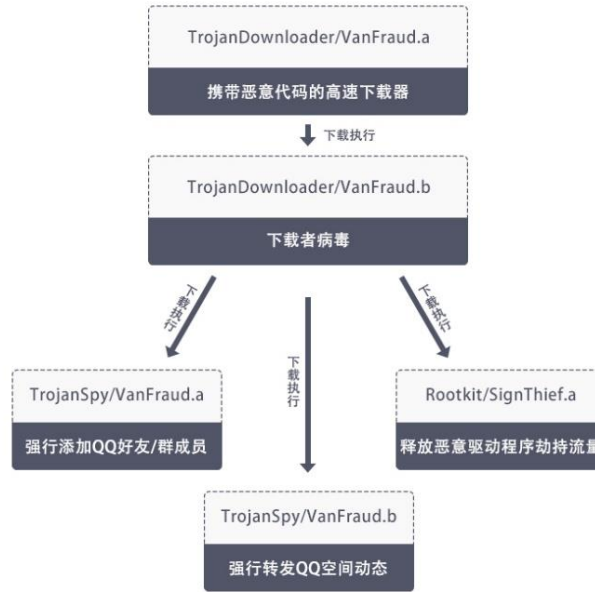 TrojanDownloader/VanFraud.a
携带恶意代码的高速下载器
下载执行
TrojanDownloader/VanFraud.b
下载者病毒
下载执行
下载执行
下载执行
TrojanSpy/VanFraud.a
强行添加QQ好友/群成员
Rootkit/SignThief.a
释放恶意驱动程序劫持流量
TrojanSpy/VanFraud.b
强行转发QQ空间动态